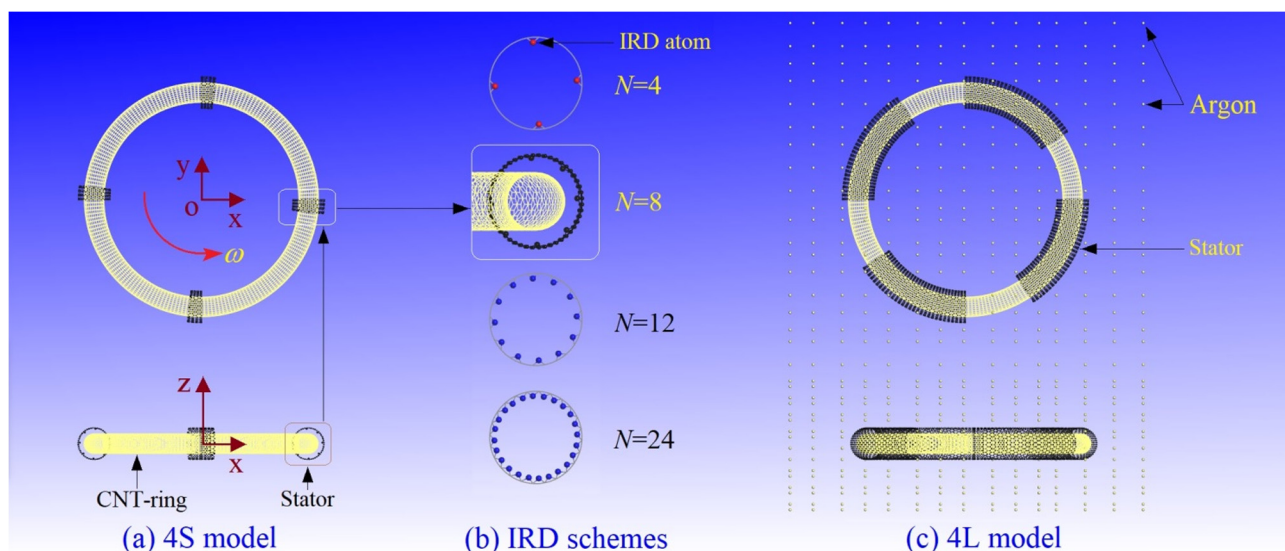 y
o
x
ω
z
x
CNT-ring
Stator
(a) 4S model
IRD atom
N=4
N=8
N=12
N=24
(b) IRD schemes
Argon
Stator
(c) 4L model